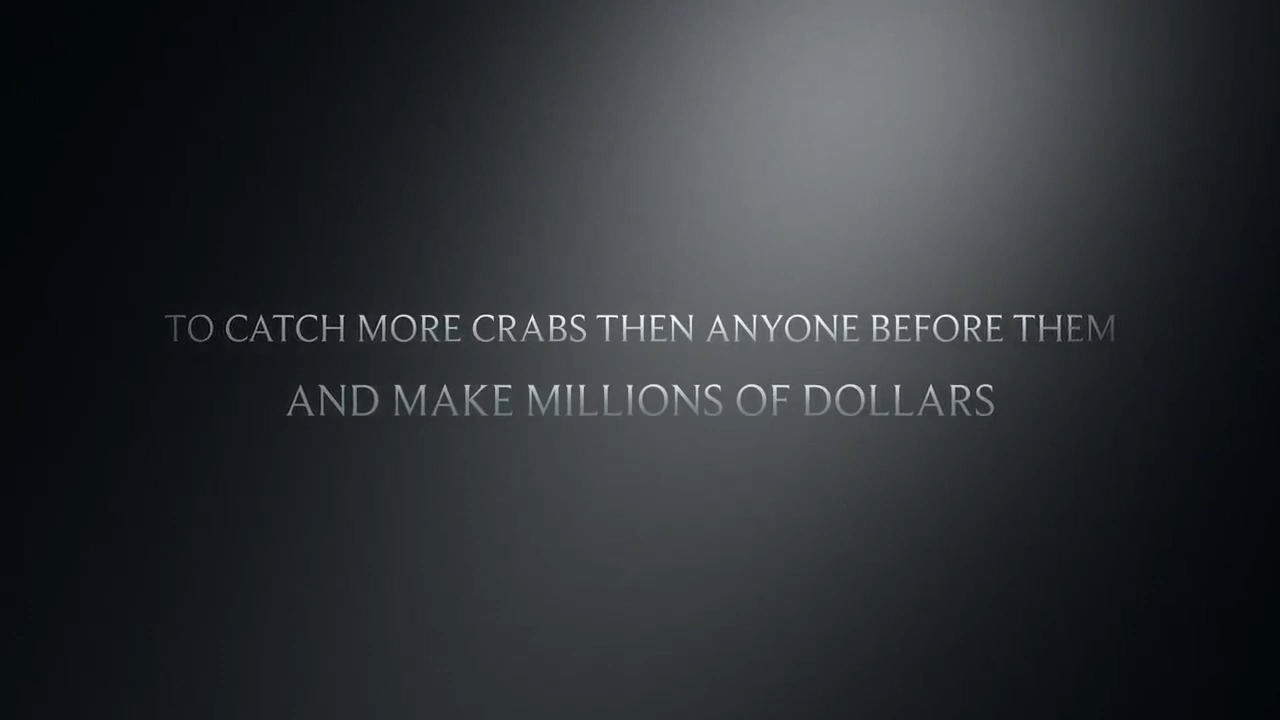 TO CATCH MORE CRABS THEN ANYONE BEFORE THEM
AND MAKE MILLIONS OF DOLLARS